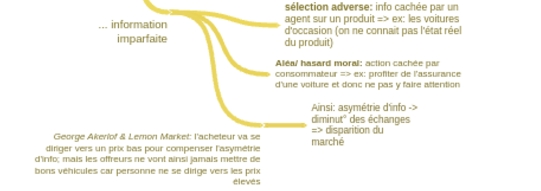 sélection adverse: info cachée par un
agent sur un produit => ex: les voitures
d'occasion (on ne connait pas l'état réel
du produit)
... information
imparfaite
Aléa/ hasard moral: action cachée par
consommateur => ex: profiter de l'assurance
d'une voiture et donc ne pas y faire attention
Ainsi: asymétrie d'info ->
diminut° des échanges
=> disparition du
marché
George Akerlof & Lemon Market: l'acheteur va se
diriger vers un prix bas pour compenser l'asymétrie
d'info; mais les offreurs ne vont ainsi jamais mettre de
bons véhicules car personne ne se dirige vers les prix
élevés